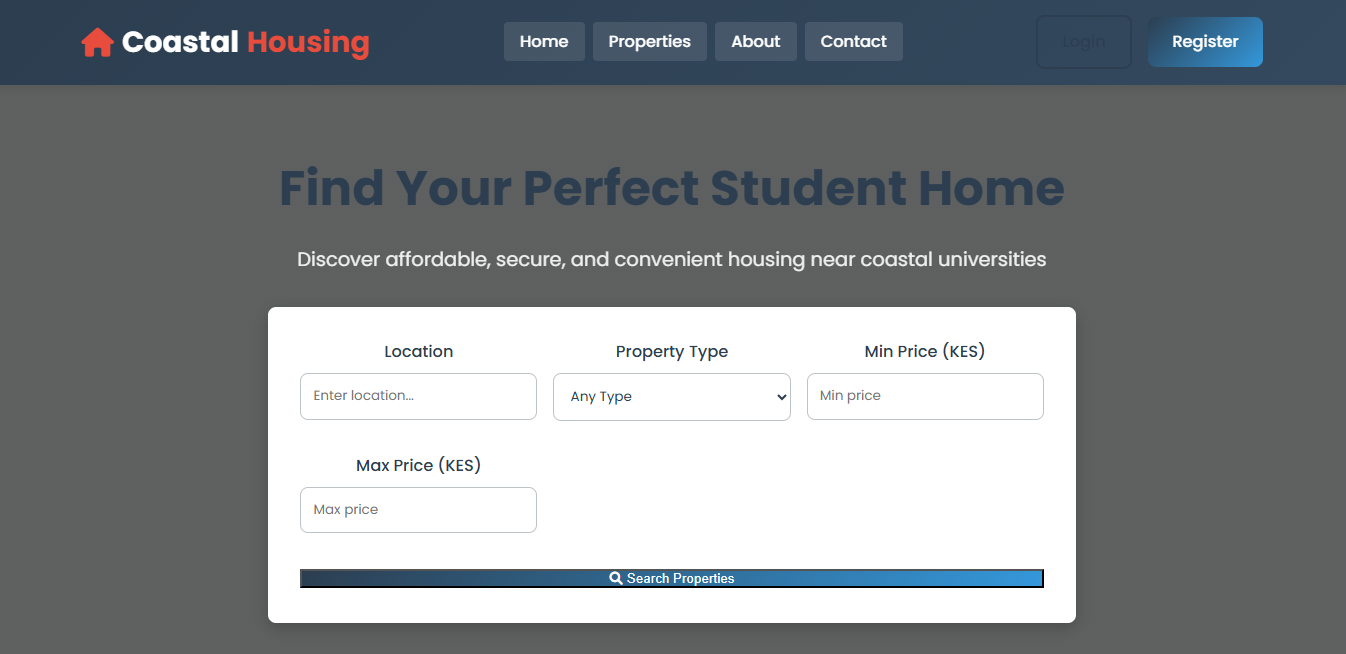 Coastal Housing
Home
Properties
About
Contact
Login
Register
Find Your Perfect Student Home
Discover affordable, secure, and convenient housing near coastal universities
Location
Property Type
Min Price (KES)
Enter location...
Any Type
Min price
Max Price (KES)
Max price
Search Properties